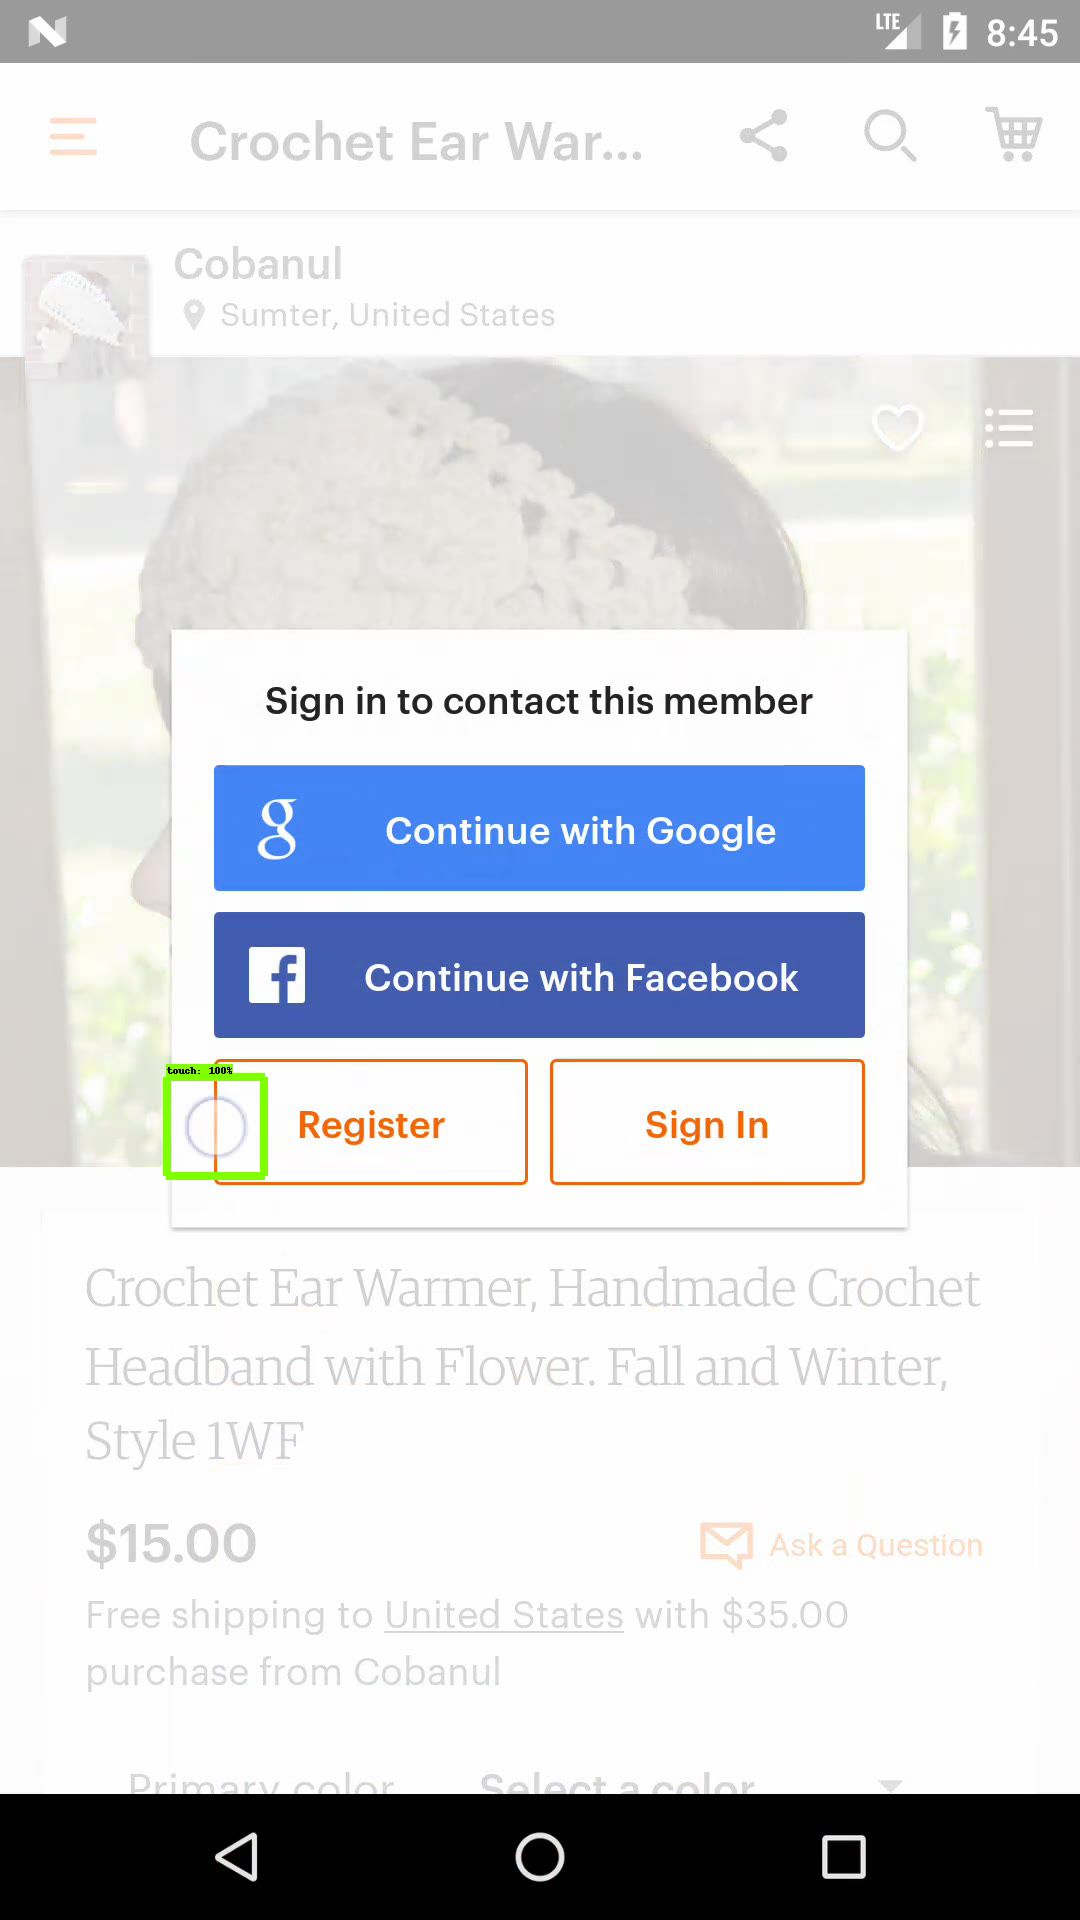 LTE 8:45
Crochet Ear War...
Cobanul
Sumter, United States
Sign in to contact this member
g Continue with Google
f Continue with Facebook
touch: 100%
Register
Sign In
Crochet Ear Warmer, Handmade Crochet
Headband with Flower. Fall and Winter,
Style 1WF
$15.00
Ask a Question
Free shipping to United States with $35.00
purchase from Cobanul
Primary color Select a color